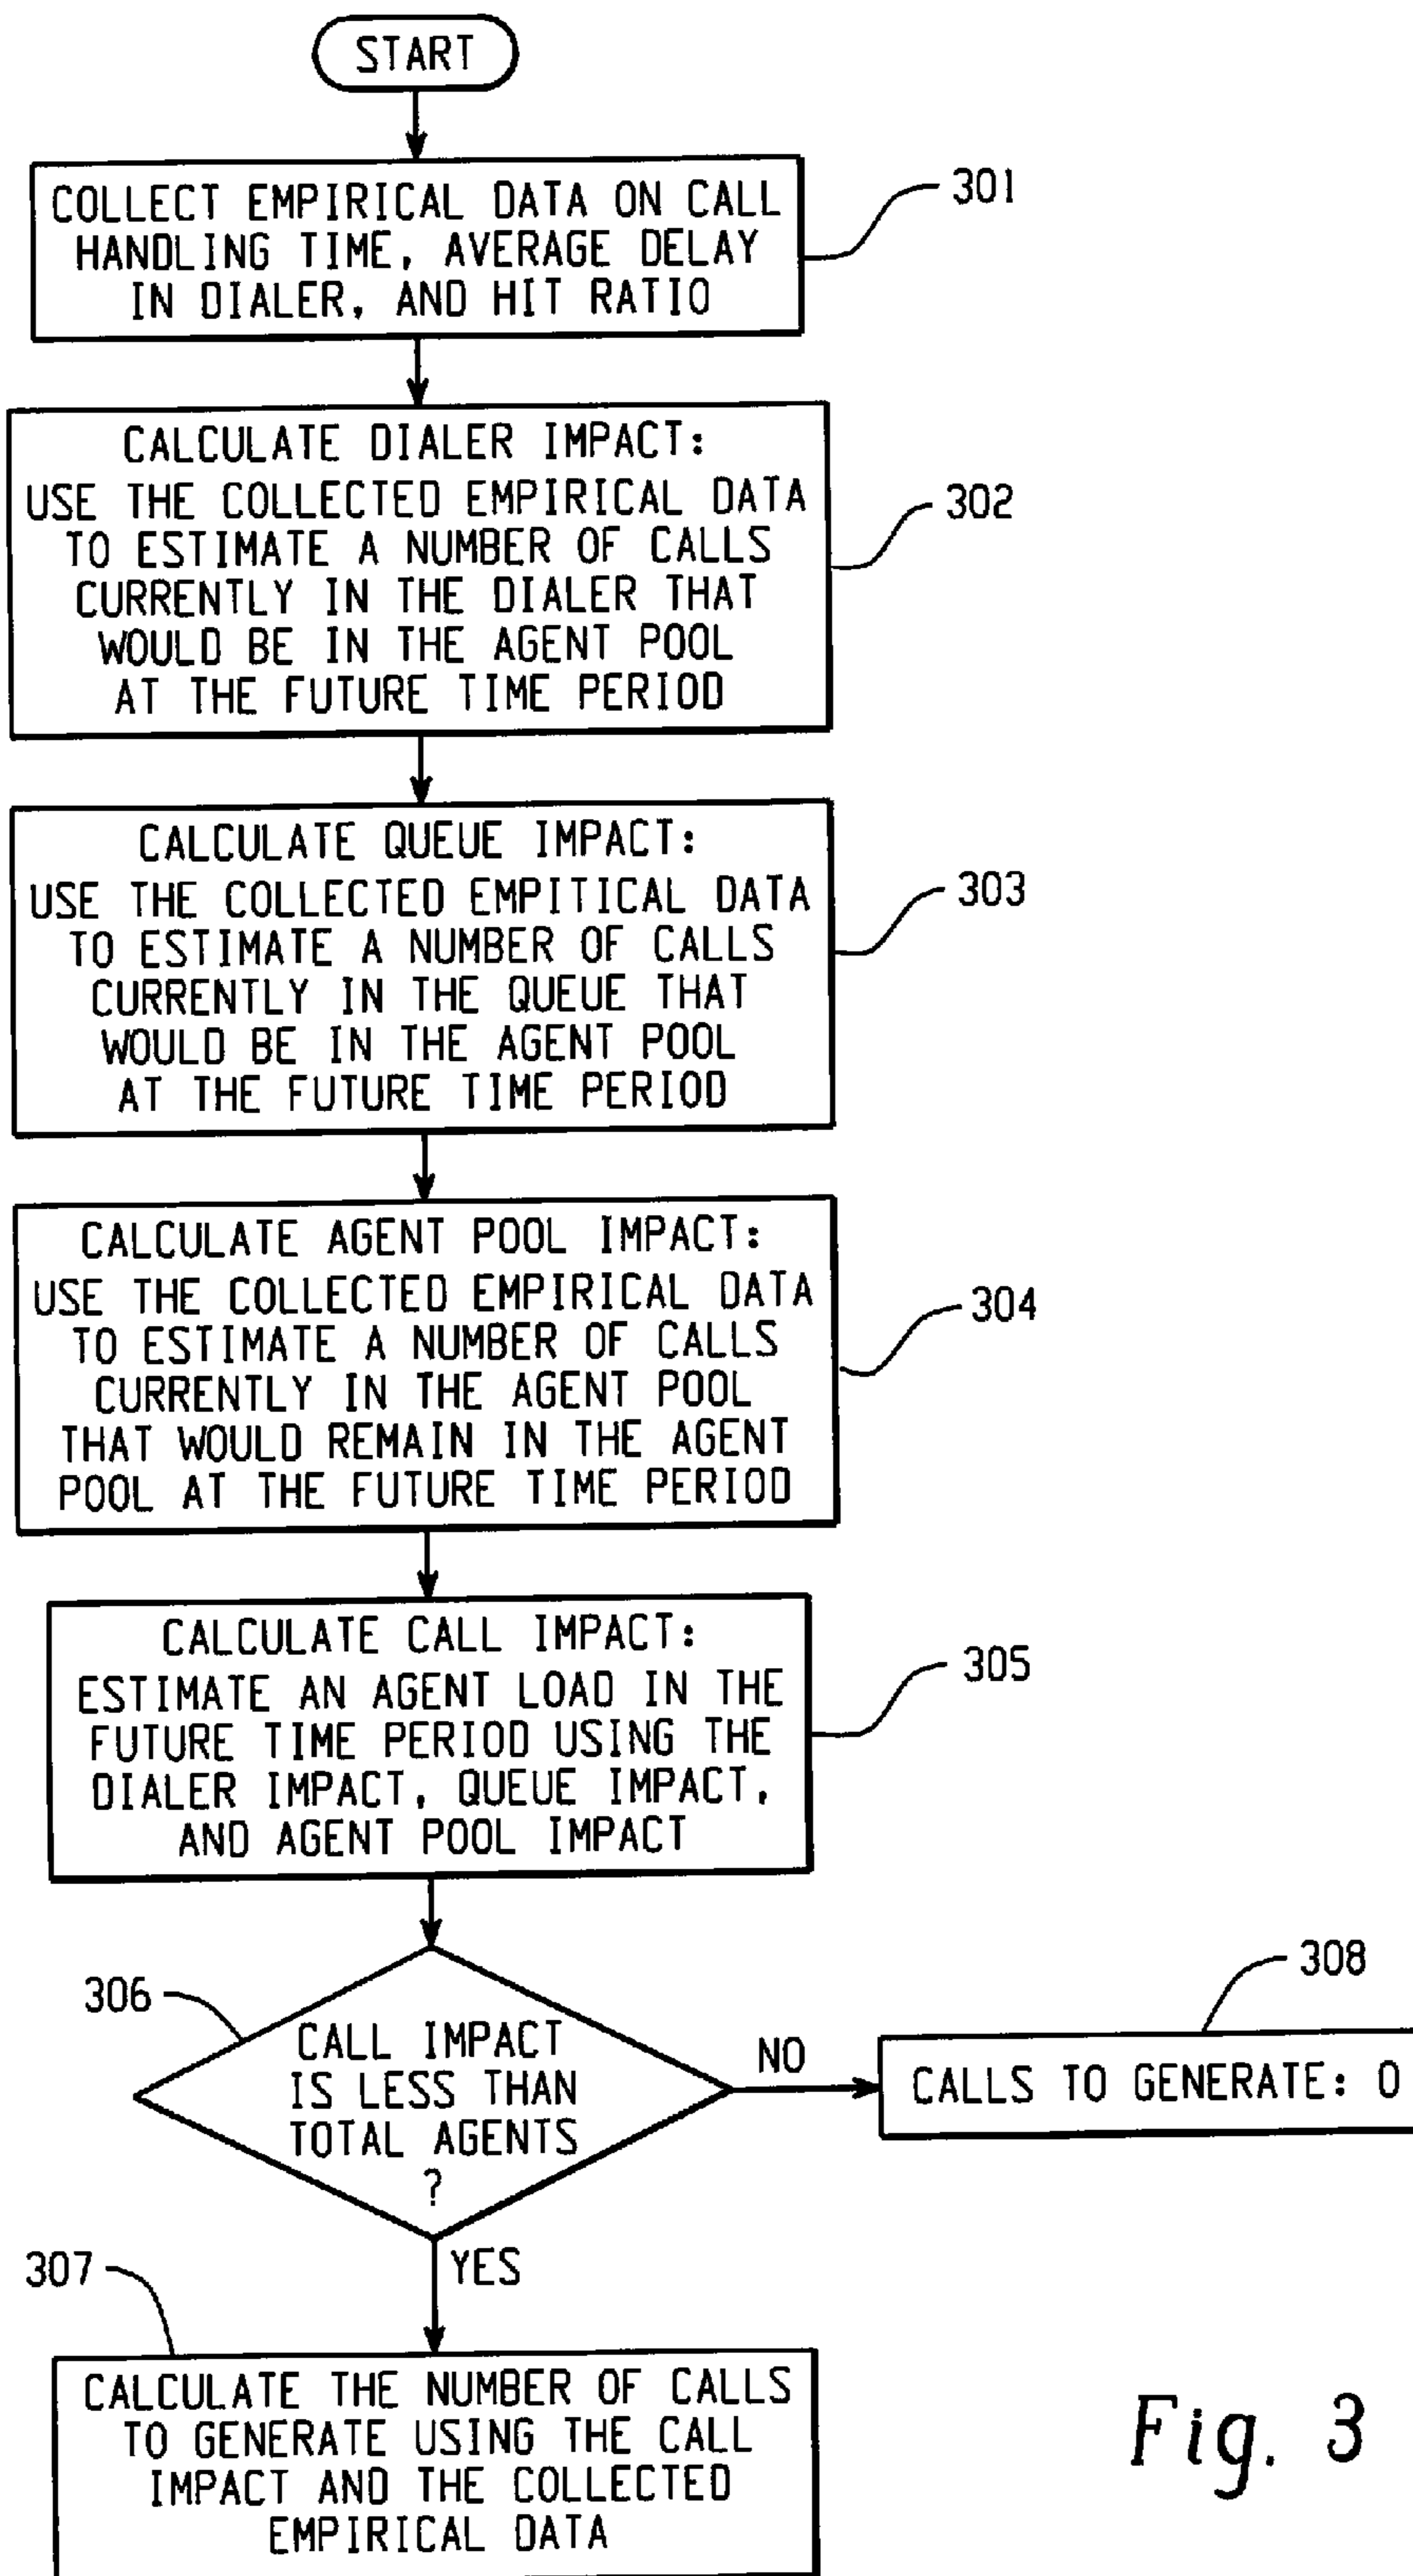 START
COLLECT EMPIRICAL DATA ON CALL
HANDLING TIME, AVERAGE DELAY
IN DIALER, AND HIT RATIO
301
CALCULATE DIALER IMPACT:
USE THE COLLECTED EMPIRICAL DATA
TO ESTIMATE A NUMBER OF CALLS
CURRENTLY IN THE DIALER THAT
WOULD BE IN THE AGENT POOL
AT THE FUTURE TIME PERIOD
302
CALCULATE QUEUE IMPACT:
USE THE COLLECTED EMPITICAL DATA
TO ESTIMATE A NUMBER OF CALLS
CURRENTLY IN THE QUEUE THAT
WOULD BE IN THE AGENT POOL
AT THE FUTURE TIME PERIOD
303
CALCULATE AGENT POOL IMPACT:
USE THE COLLECTED EMPIRICAL DATA
TO ESTIMATE A NUMBER OF CALLS
CURRENTLY IN THE AGENT POOL
THAT WOULD REMAIN IN THE AGENT
POOL AT THE FUTURE TIME PERIOD
304
CALCULATE CALL IMPACT:
ESTIMATE AN AGENT LOAD IN THE
FUTURE TIME PERIOD USING THE
DIALER IMPACT, QUEUE IMPACT,
AND AGENT POOL IMPACT
305
306
CALL IMPACT
IS LESS THAN
TOTAL AGENTS
?
NO
308
CALLS TO GENERATE: 0
YES
307
CALCULATE THE NUMBER OF CALLS
TO GENERATE USING THE CALL
IMPACT AND THE COLLECTED
EMPIRICAL DATA
Fig. 3